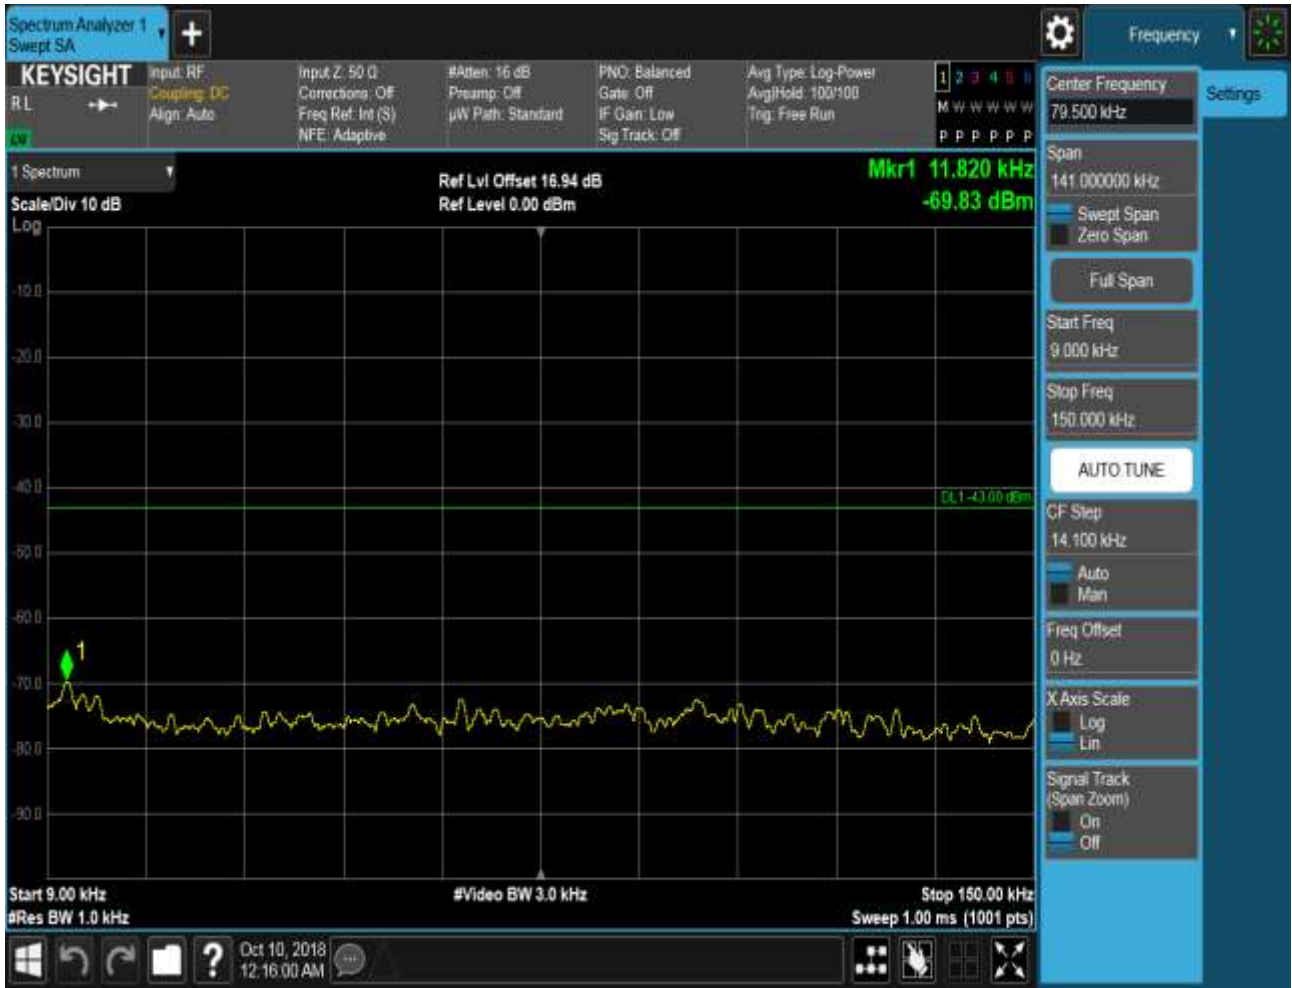 Spectrum Analyzer 1
Swept SA
Frequency
KEYSIGHT
R L
Input: RF
Coupling: DC
Align: Auto
Input Z: 50 Ω
Corrections: Off
Freq Ref: Int (S)
NFE: Adaptive
#Atten: 16 dB
Preamp: Off
µW Path: Standard
PNO: Balanced
Gate: Off
IF Gain: Low
Sig Track: Off
Avg Type: Log-Power
Avg|Hold: 100/100
Trig: Free Run
1 2 3 4 5 6
M W W W W W
P P P P P P
1 Spectrum
Scale/Div 10 dB
Log
Ref Lvl Offset 16.94 dB
Ref Level 0.00 dBm
Mkr1 11.820 kHz
-69.83 dBm
-10.0
-20.0
-30.0
-40.0
DL1 -43.00 dBm
-50.0
-60.0
1
-70.0
-80.0
-90.0
Start 9.00 kHz
#Res BW 1.0 kHz
#Video BW 3.0 kHz
Stop 150.00 kHz
Sweep 1.00 ms (1001 pts)
Center Frequency
79.500 kHz
Settings
Span
141.000000 kHz
Swept Span
Zero Span
Full Span
Start Freq
9.000 kHz
Stop Freq
150.000 kHz
AUTO TUNE
CF Step
14.100 kHz
Auto
Man
Freq Offset
0 Hz
X Axis Scale
Log
Lin
Signal Track
(Span Zoom)
On
Off
?
Oct 10, 2018
12:16:00 AM